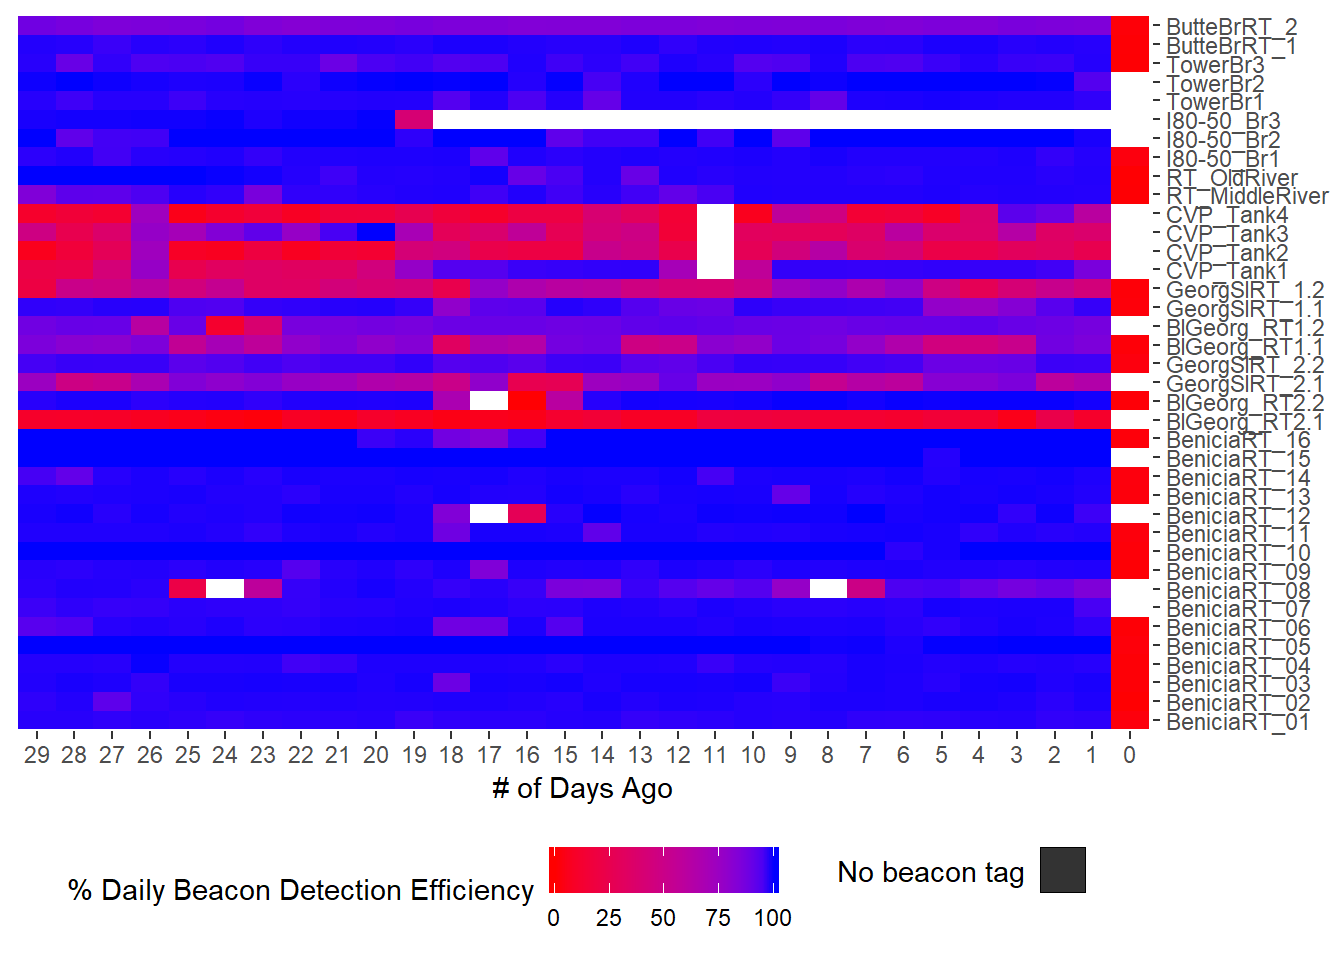 ButteBrRT_2
ButteBrRT_1
TowerBr3
TowerBr2
TowerBr1
I80-50_Br3
I80-50_Br2
I80-50_Br1
RT_OldRiver
RT_MiddleRiver
CVP_Tank4
CVP_Tank3
CVP_Tank2
CVP_Tank1
GeorgSlRT_1.2
GeorgSlRT_1.1
BlGeorg_RT1.2
BlGeorg_RT1.1
GeorgSlRT_2.2
GeorgSlRT_2.1
BlGeorg_RT2.2
BlGeorg_RT2.1
BeniciaRT_16
BeniciaRT_15
BeniciaRT_14
BeniciaRT_13
BeniciaRT_12
BeniciaRT_11
BeniciaRT_10
BeniciaRT_09
BeniciaRT_08
BeniciaRT_07
BeniciaRT_06
BeniciaRT_05
BeniciaRT_04
BeniciaRT_03
BeniciaRT_02
BeniciaRT_01
29 28 27 26 25 24 23 22 21 20 19 18 17 16 15 14 13 12 11 10 9 8 7 6 5 4 3 2 1 0
# of Days Ago
% Daily Beacon Detection Efficiency
0 25 50 75 100
No beacon tag